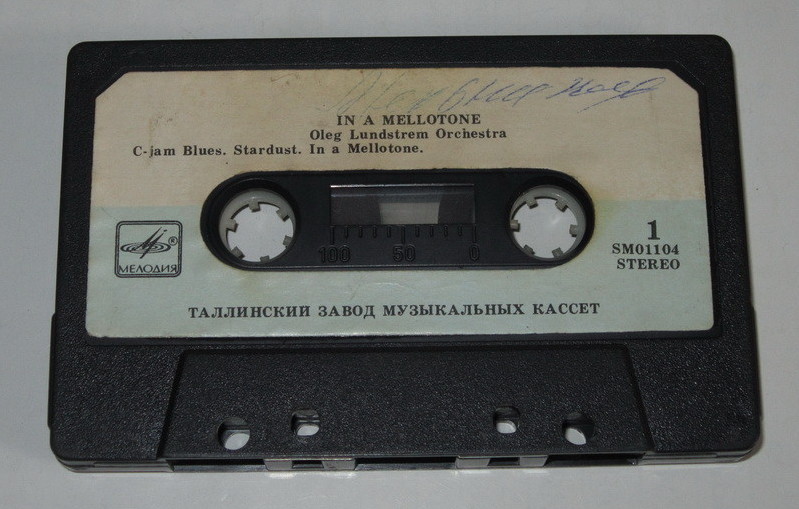 IN A MELLOTONE
Oleg Lundstrem Orchestra
C-jam Blues. Stardust. In a Mellotone.
100 50 0
®
МЕЛОДИЯ
1
SM01104
STEREO
ТАЛЛИНСКИЙ ЗАВОД МУЗЫКАЛЬНЫХ КАССЕТ